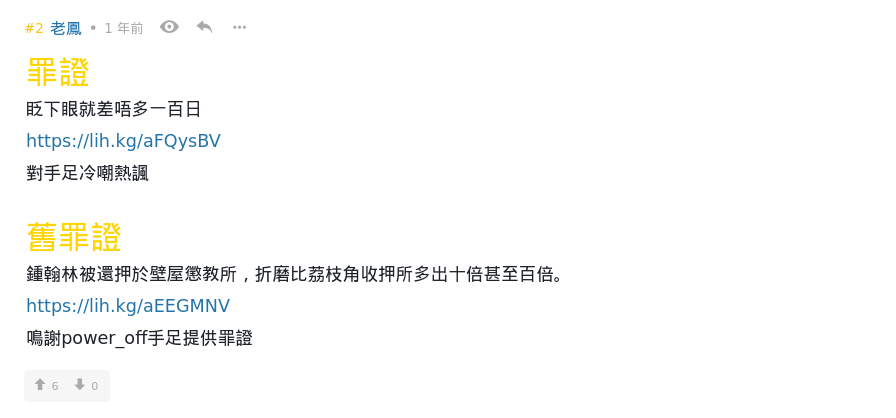 #2 老鳳 • 1 年前
罪證
眨下眼就差唔多一百日
https://lih.kg/aFQysBV
對手足冷嘲熱諷
舊罪證
鍾翰林被還押於壁屋懲教所，折磨比荔枝角收押所多出十倍甚至百倍。
https://lih.kg/aEEGMNV
鳴謝power_off手足提供罪證
6 0